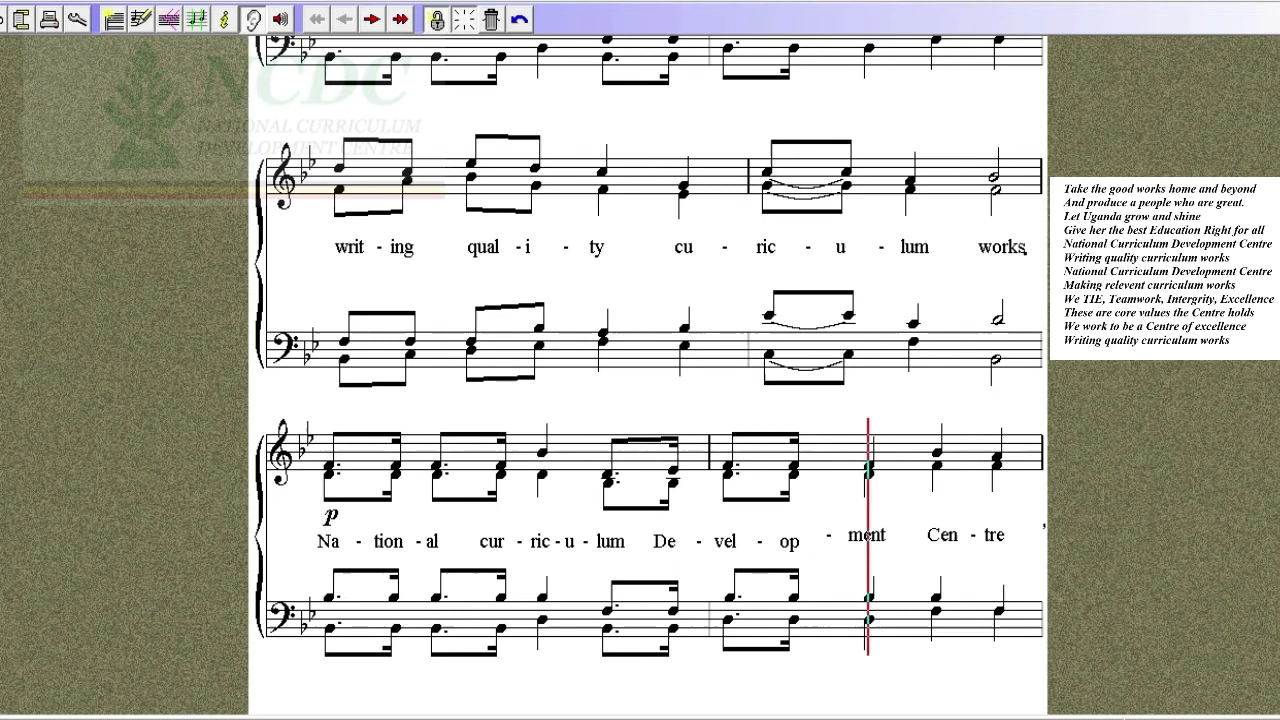 NCDC
NATIONAL CURRICULUM
DEVELOPMENT CENTRE
writ - ing qual - i - ty cu - ric - u - lum works.
p
Na - tion - al cur - ric - u - lum De - vel - op - ment Cen - tre ,
Take the good works home and beyond
And produce a people who are great.
Let Uganda grow and shine
Give her the best Education Right for all
National Curriculum Development Centre
Writing quality curriculum works
National Curriculum Development Centre
Making relevent curriculum works
We TIE, Teamwork, Intergrity, Excellence
These are core values the Centre holds
We work to be a Centre of excellence
Writing quality curriculum works